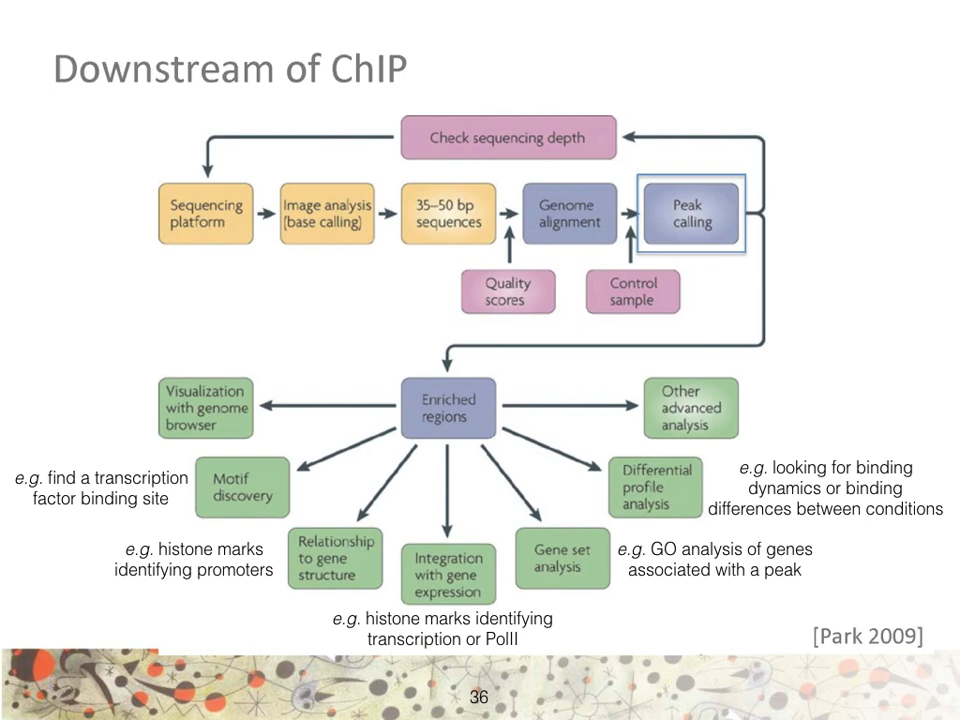 Downstream of ChIP
Check sequencing depth
Sequencing
platform
Image analysis
(base calling)
35–50 bp
sequences
Genome
alignment
Peak
calling
Quality
scores
Control
sample
Visualization
with genome
browser
Enriched
regions
Other
advanced
analysis
e.g. find a transcription
factor binding site
Motif
discovery
Differential
profile
analysis
e.g. looking for binding
dynamics or binding
differences between conditions
e.g. histone marks
identifying promoters
Relationship
to gene
structure
Integration
with gene
expression
Gene set
analysis
e.g. GO analysis of genes
associated with a peak
e.g. histone marks identifying
transcription or PolII
[Park 2009]
36